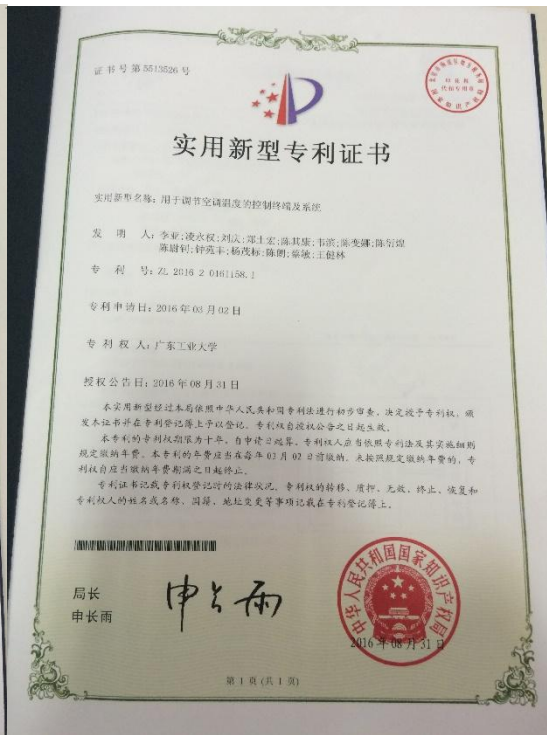 证书号第5513526号
实用新型专利证书
实用新型名称：用于调节空调温度的控制终端及系统
发 明 人：李亚;凌永权;刘庆;郑土宏;陈其康;韦滨;陈变娜;陈衍煌
陈尉钊;钟苑丰;杨茂标;陈朗;蔡敏;王健林
专 利 号：ZL 2016 2 0161158.1
专利申请日：2016年03月02日
专 利 权 人：广东工业大学
授权公告日：2016年08月31日
本实用新型经过本局依照中华人民共和国专利法进行初步审查，决定授予专利权，颁
发本证书并在专利登记簿上予以登记。专利权自授权公告之日起生效。
本专利的专利权期限为十年，自申请日起算。专利权人应当依照专利法及其实施细则
规定缴纳年费。本专利的年费应当在每年03月02日前缴纳。未按照规定缴纳年费的，专
利权自应当缴纳年费期满之日起终止。
专利证书记载专利权登记时的法律状况。专利权的转移、质押、无效、终止、恢复和
专利权人的姓名或名称、国籍、地址变更等事项记载在专利登记簿上。
局长
申长雨
申长雨
中华人民共和国国家知识产权局
2016年08月31日
第1页(共1页)